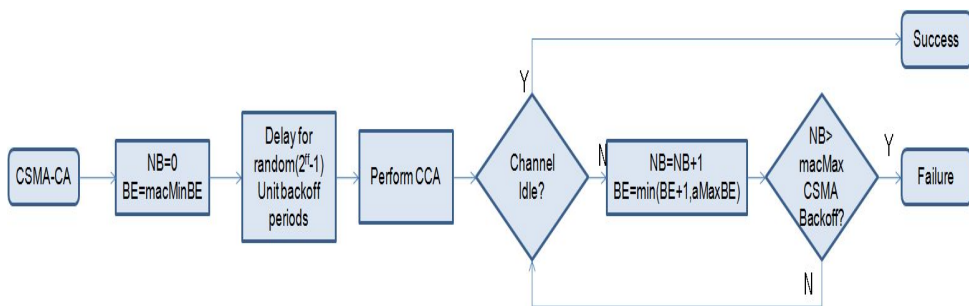 Success
Y
CSMA-CA
NB=0
BE=macMinBE
Delay for
random(2^ff-1)
Unit backoff
periods
Perform CCA
Channel
Idle?
N
NB=NB+1
BE=min(BE+1,aMaxBE)
NB>
macMax
CSMA
Backoff?
Y
Failure
N